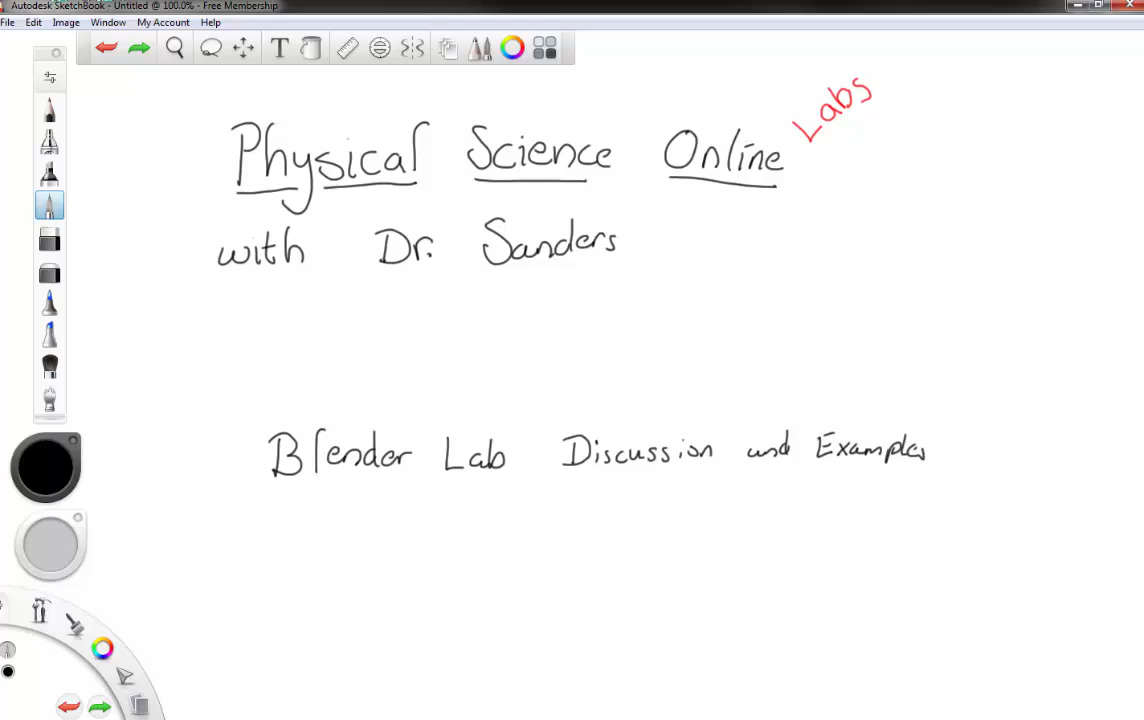 Autodesk SketchBook - Untitled @ 100.0% - Free Membership
File Edit Image Window My Account Help
Physical Science Online Labs
with Dr. Sanders
Blender Lab Discussion and Examples